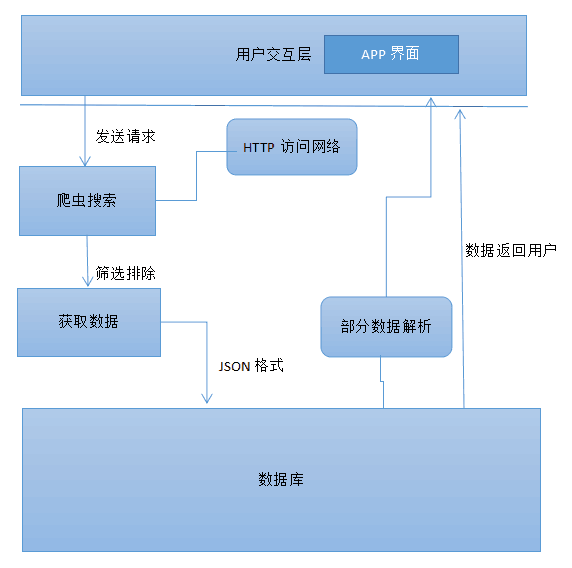 用户交互层
APP 界面
发送请求
HTTP 访问网络
爬虫搜索
数据返回用户
筛选排除
获取数据
部分数据解析
JSON 格式
数据库